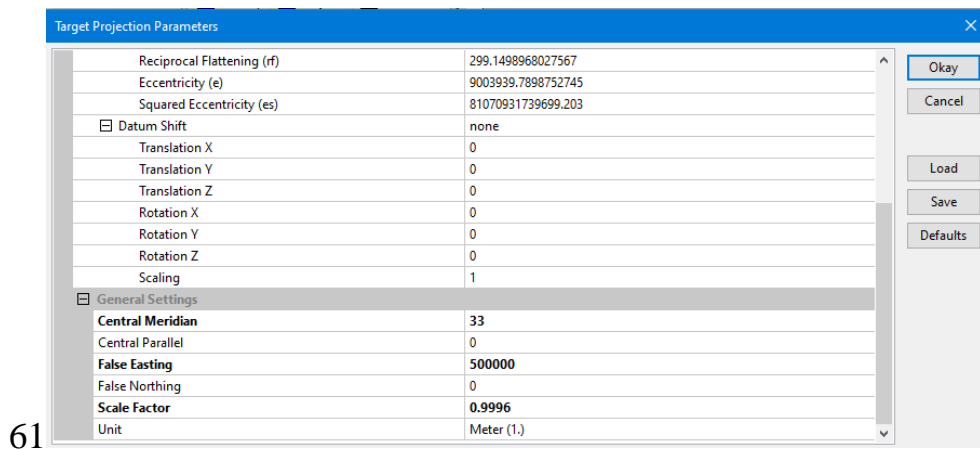 Target Projection Parameters
Reciprocal Flattening (rf) 299.1498968027567
Eccentricity (e) 9003939.7898752745
Squared Eccentricity (es) 81070931739699.203
Datum Shift none
Translation X 0
Translation Y 0
Translation Z 0
Rotation X 0
Rotation Y 0
Rotation Z 0
Scaling 1
General Settings
Central Meridian 33
Central Parallel 0
False Easting 500000
False Northing 0
Scale Factor 0.9996
Unit Meter (1.)
Okay
Cancel
Load
Save
Defaults
61